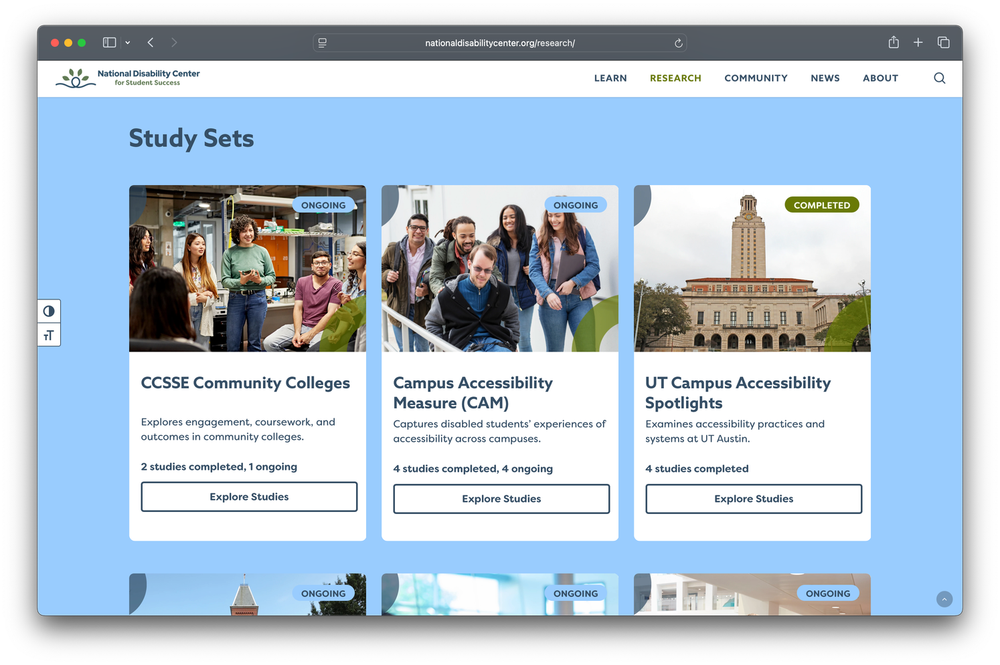 nationaldisabilitycenter.org/research/
National Disability Center
for Student Success
LEARN
RESEARCH
COMMUNITY
NEWS
ABOUT
Study Sets
ONGOING
ONGOING
COMPLETED
CCSSE Community Colleges
Explores engagement, coursework, and
outcomes in community colleges.
2 studies completed, 1 ongoing
Explore Studies
Campus Accessibility
Measure (CAM)
Captures disabled students’ experiences of
accessibility across campuses.
4 studies completed, 4 ongoing
Explore Studies
UT Campus Accessibility
Spotlights
Examines accessibility practices and
systems at UT Austin.
4 studies completed
Explore Studies
ONGOING
ONGOING
ONGOING
TT